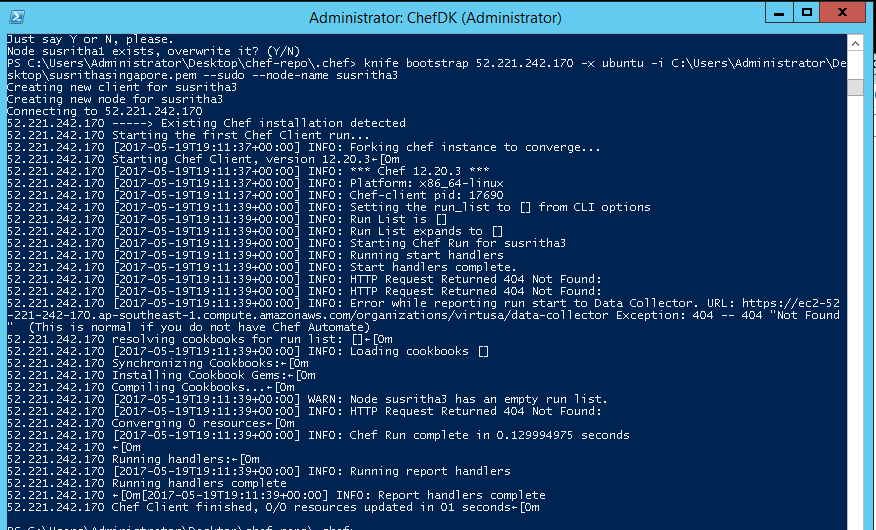 Administrator: ChefDK (Administrator)
Just say Y or N, please.
Node susritha1 exists, overwrite it? (Y/N)
PS C:\Users\Administrator\Desktop\chef-repo\.chef> knife bootstrap 52.221.242.170 -x ubuntu -i C:\Users\Administrator\De
sktop\susrithasingapore.pem --sudo --node-name susritha3
Creating new client for susritha3
Creating new node for susritha3
Connecting to 52.221.242.170
52.221.242.170 -----> Existing Chef installation detected
52.221.242.170 Starting the first Chef Client run...
52.221.242.170 [2017-05-19T19:11:37+00:00] INFO: Forking chef instance to converge...
52.221.242.170 Starting Chef Client, version 12.20.3←[0m
52.221.242.170 [2017-05-19T19:11:37+00:00] INFO: *** Chef 12.20.3 ***
52.221.242.170 [2017-05-19T19:11:37+00:00] INFO: Platform: x86_64-linux
52.221.242.170 [2017-05-19T19:11:37+00:00] INFO: Chef-client pid: 17690
52.221.242.170 [2017-05-19T19:11:39+00:00] INFO: Setting the run_list to [] from CLI options
52.221.242.170 [2017-05-19T19:11:39+00:00] INFO: Run List is []
52.221.242.170 [2017-05-19T19:11:39+00:00] INFO: Run List expands to []
52.221.242.170 [2017-05-19T19:11:39+00:00] INFO: Starting Chef Run for susritha3
52.221.242.170 [2017-05-19T19:11:39+00:00] INFO: Running start handlers
52.221.242.170 [2017-05-19T19:11:39+00:00] INFO: Start handlers complete.
52.221.242.170 [2017-05-19T19:11:39+00:00] INFO: HTTP Request Returned 404 Not Found:
52.221.242.170 [2017-05-19T19:11:39+00:00] INFO: HTTP Request Returned 404 Not Found:
52.221.242.170 [2017-05-19T19:11:39+00:00] INFO: Error while reporting run start to Data Collector. URL: https://ec2-52
-221-242-170.ap-southeast-1.compute.amazonaws.com/organizations/virtusa/data-collector Exception: 404 -- 404 "Not Found
"  (This is normal if you do not have Chef Automate)
52.221.242.170 resolving cookbooks for run list: []←[0m
52.221.242.170 [2017-05-19T19:11:39+00:00] INFO: Loading cookbooks []
52.221.242.170 Synchronizing Cookbooks:←[0m
52.221.242.170 Installing Cookbook Gems:←[0m
52.221.242.170 Compiling Cookbooks...←[0m
52.221.242.170 [2017-05-19T19:11:39+00:00] WARN: Node susritha3 has an empty run list.
52.221.242.170 [2017-05-19T19:11:39+00:00] INFO: HTTP Request Returned 404 Not Found:
52.221.242.170 Converging 0 resources←[0m
52.221.242.170 [2017-05-19T19:11:39+00:00] INFO: Chef Run complete in 0.129994975 seconds
52.221.242.170 ←[0m
52.221.242.170 Running handlers:←[0m
52.221.242.170 [2017-05-19T19:11:39+00:00] INFO: Running report handlers
52.221.242.170 Running handlers complete
52.221.242.170 ←[0m[2017-05-19T19:11:39+00:00] INFO: Report handlers complete
52.221.242.170 Chef Client finished, 0/0 resources updated in 01 seconds←[0m
PS C:\Users\Administrator\Desktop\chef-repo\.chef>